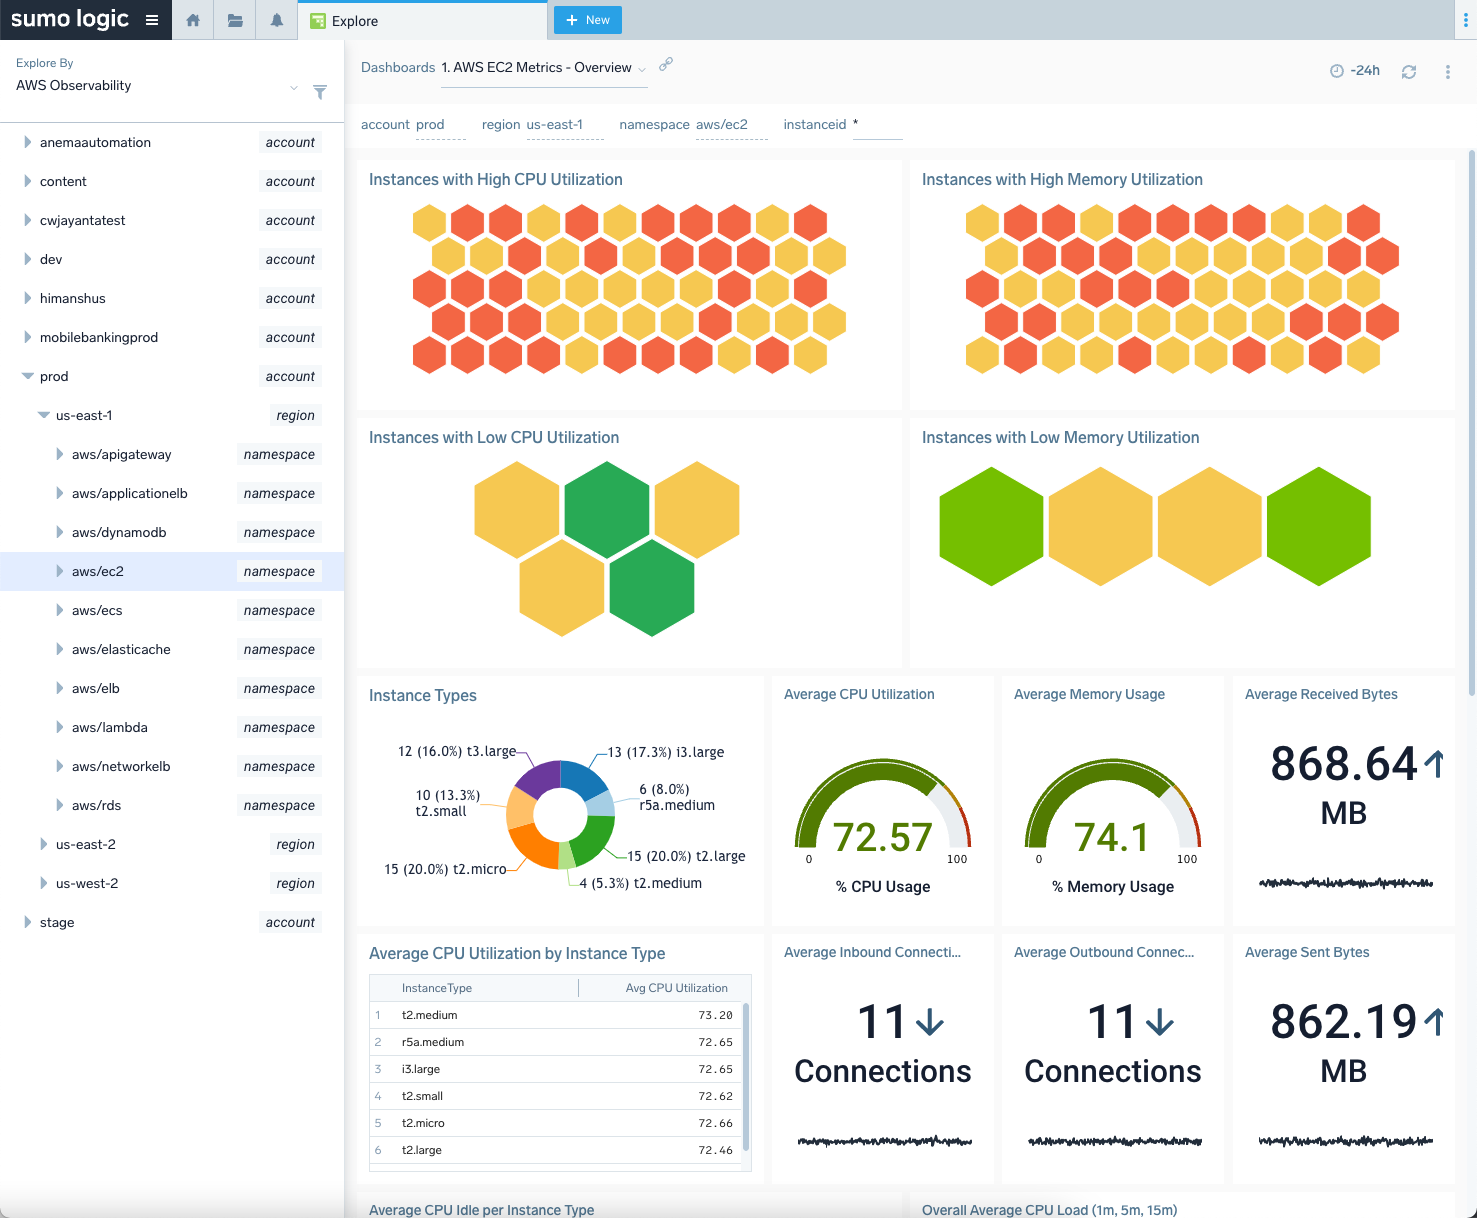 sumo logic
Explore
+ New
Explore By
AWS Observability
anemaautomation account
content account
cwjayantatest account
dev account
himanshus account
mobilebankingprod account
prod account
us-east-1 region
aws/apigateway namespace
aws/applicationelb namespace
aws/dynamodb namespace
aws/ec2 namespace
aws/ecs namespace
aws/elasticache namespace
aws/elb namespace
aws/lambda namespace
aws/networkelb namespace
aws/rds namespace
us-east-2 region
us-west-2 region
stage account
Dashboards 1. AWS EC2 Metrics - Overview
-24h
account prod region us-east-1 namespace aws/ec2 instanceid *
Instances with High CPU Utilization
Instances with High Memory Utilization
Instances with Low CPU Utilization
Instances with Low Memory Utilization
Instance Types
12 (16.0%) t3.large
13 (17.3%) i3.large
10 (13.3%)
t2.small
6 (8.0%)
r5a.medium
15 (20.0%) t2.micro
15 (20.0%) t2.large
4 (5.3%) t2.medium
Average CPU Utilization
72.57
0 100
% CPU Usage
Average Memory Usage
74.1
0 100
% Memory Usage
Average Received Bytes
868.64
MB
Average CPU Utilization by Instance Type
InstanceType Avg CPU Utilization
1 t2.medium 73.20
2 r5a.medium 72.65
3 i3.large 72.65
4 t2.small 72.62
5 t2.micro 72.66
6 t2.large 72.46
Average Inbound Connecti...
11
Connections
Average Outbound Connec...
11
Connections
Average Sent Bytes
862.19
MB
Average CPU Idle per Instance Type
Overall Average CPU Load (1m, 5m, 15m)